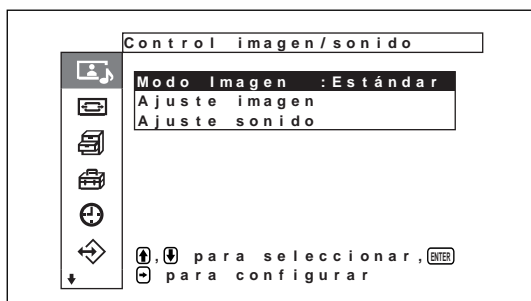 Control imagen/sonido
Modo Imagen :Estándar
Ajuste imagen
Ajuste sonido
↑,↓ para seleccionar, ENTER
→ para configurar